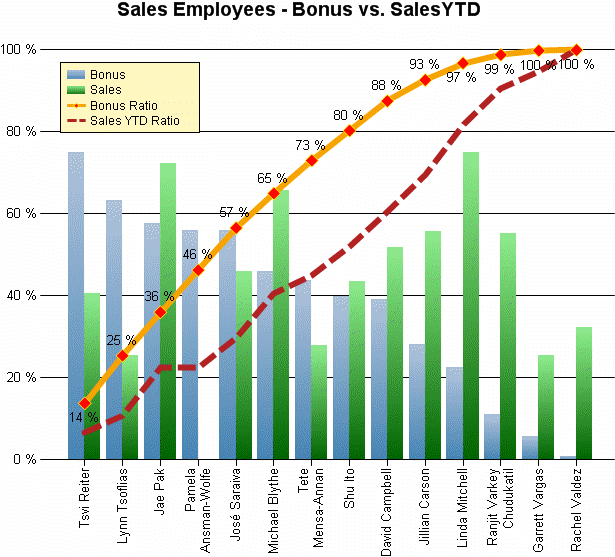 Sales Employees - Bonus vs. SalesYTD
100 %
80 %
60 %
40 %
20 %
0 %
Bonus
Sales
Bonus Ratio
Sales YTD Ratio
14 %
25 %
36 %
46 %
57 %
65 %
73 %
80 %
88 %
93 %
97 %
99 %
100 %
100 %
Tsvi Reiter
Lynn Tsoflias
Jae Pak
Pamela
Ansman-Wolfe
José Saraiva
Michael Blythe
Tete
Mensa-Annan
Shu Ito
David Campbell
Jillian Carson
Linda Mitchell
Ranjit Varkey
Chudukatil
Garrett Vargas
Rachel Valdez